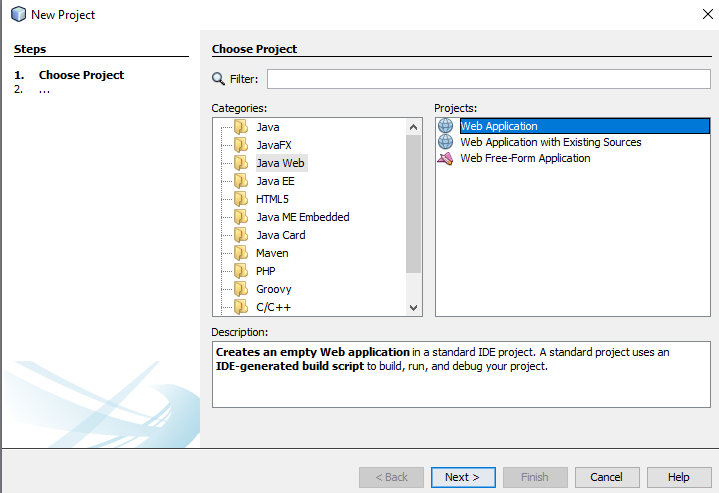 New Project
Steps
1. Choose Project
2. ...
Choose Project
Filter:
Categories:
Java
JavaFX
Java Web
Java EE
HTML5
Java ME Embedded
Java Card
Maven
PHP
Groovy
C/C++
Projects:
Web Application
Web Application with Existing Sources
Web Free-Form Application
Description:
Creates an empty Web application in a standard IDE project. A standard project uses an
IDE-generated build script to build, run, and debug your project.
< Back
Next >
Finish
Cancel
Help